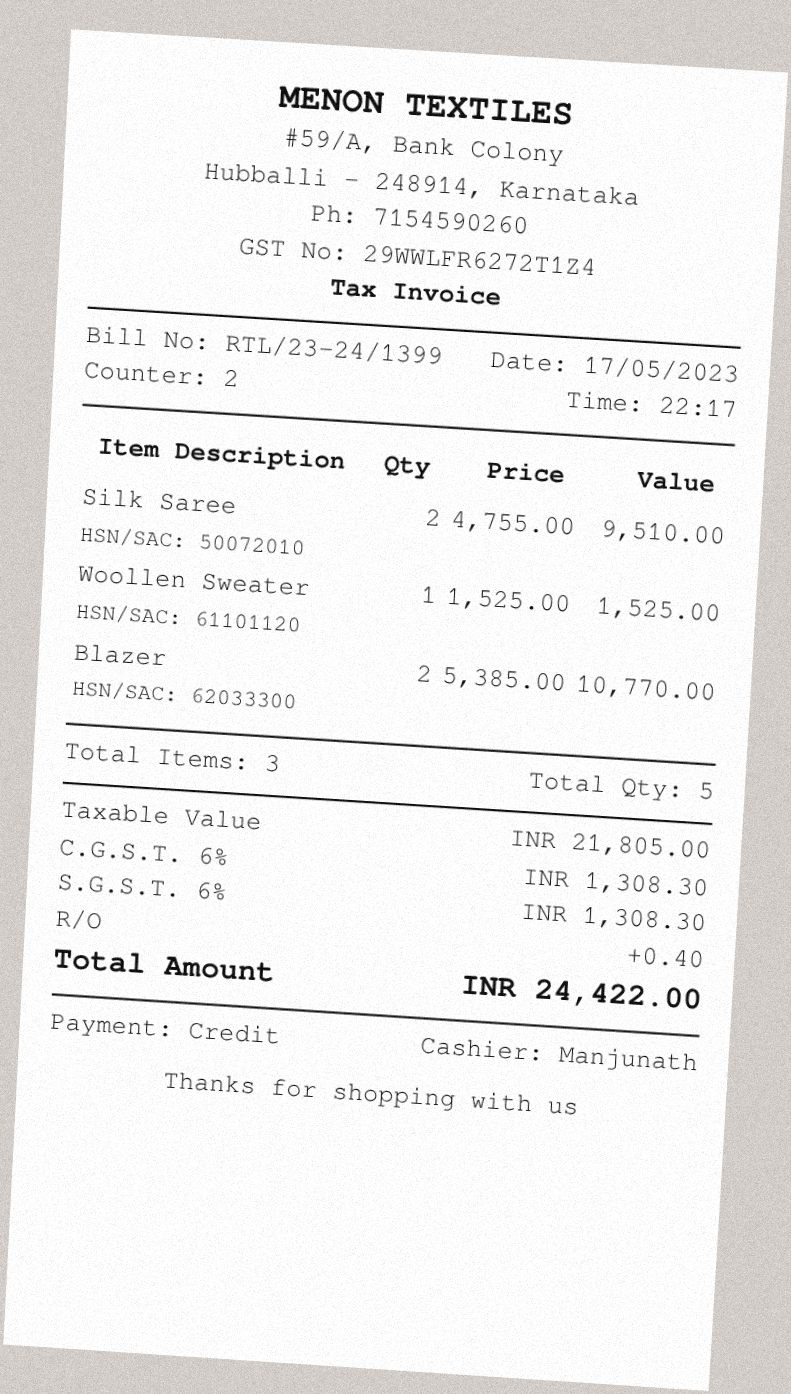 MENON TEXTILES
#59/A, Bank Colony
Hubballi - 248914, Karnataka
Ph: 7154590260
GST No: 29WWLFR6272T1Z4
Tax Invoice
Bill No: RTL/23-24/1399 Date: 17/05/2023
Counter: 2 Time: 22:17
Item Description Qty Price Value
Silk Saree 2 4,755.00 9,510.00
HSN/SAC: 50072010
Woollen Sweater 1 1,525.00 1,525.00
HSN/SAC: 61101120
Blazer 2 5,385.00 10,770.00
HSN/SAC: 62033300
Total Items: 3 Total Qty: 5
Taxable Value INR 21,805.00
C.G.S.T. 6% INR 1,308.30
S.G.S.T. 6% INR 1,308.30
R/O +0.40
Total Amount INR 24,422.00
Payment: Credit Cashier: Manjunath
Thanks for shopping with us